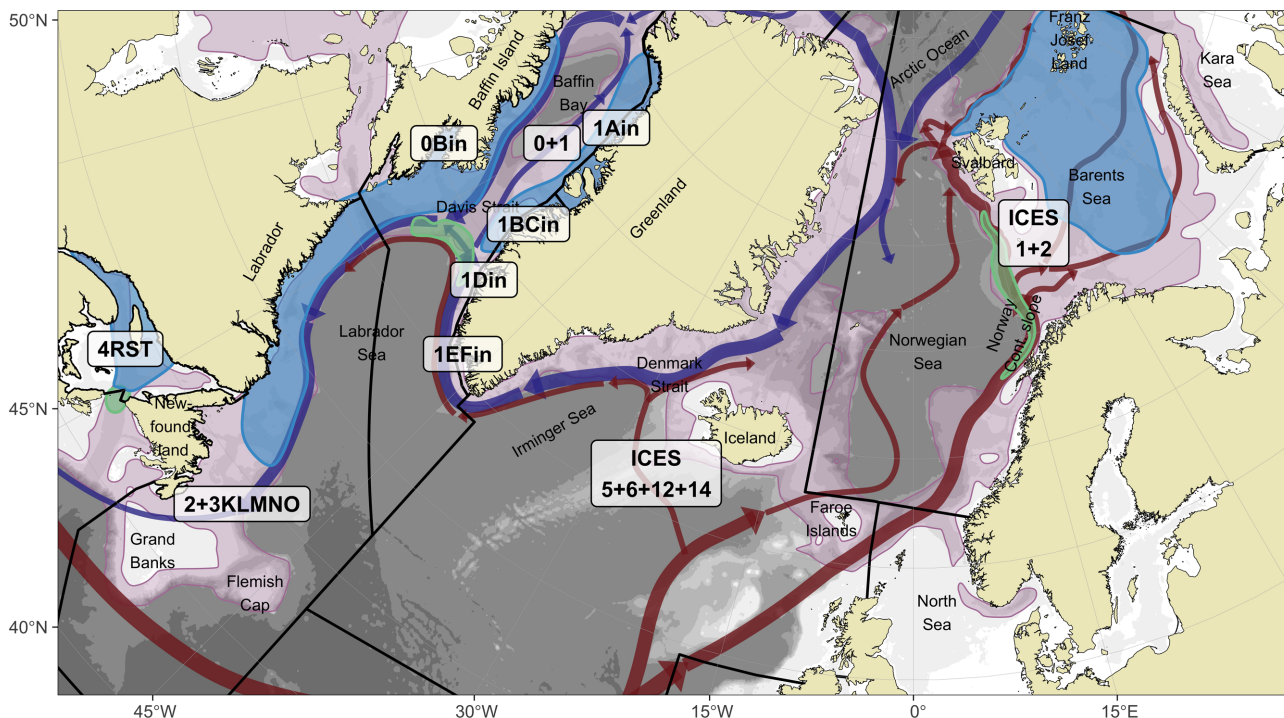 50°N
45°N
40°N
45°W
30°W
15°W
0°
15°E
Baffin Island
Baffin
Bay
0Bin
0+1
1Ain
Davis Strait
1BCin
1Din
1EFin
Labrador
Labrador
Sea
Greenland
4RST
New-
found-
land
2+3KLMNO
Grand
Banks
Flemish
Cap
Irminger Sea
Denmark
Strait
Iceland
ICES
5+6+12+14
Faroe
Islands
North
Sea
Norwegian
Sea
Norway
Cont. slope
ICES
1+2
Svalbard
Barents
Sea
Arctic Ocean
Franz
Josef
Land
Kara
Sea